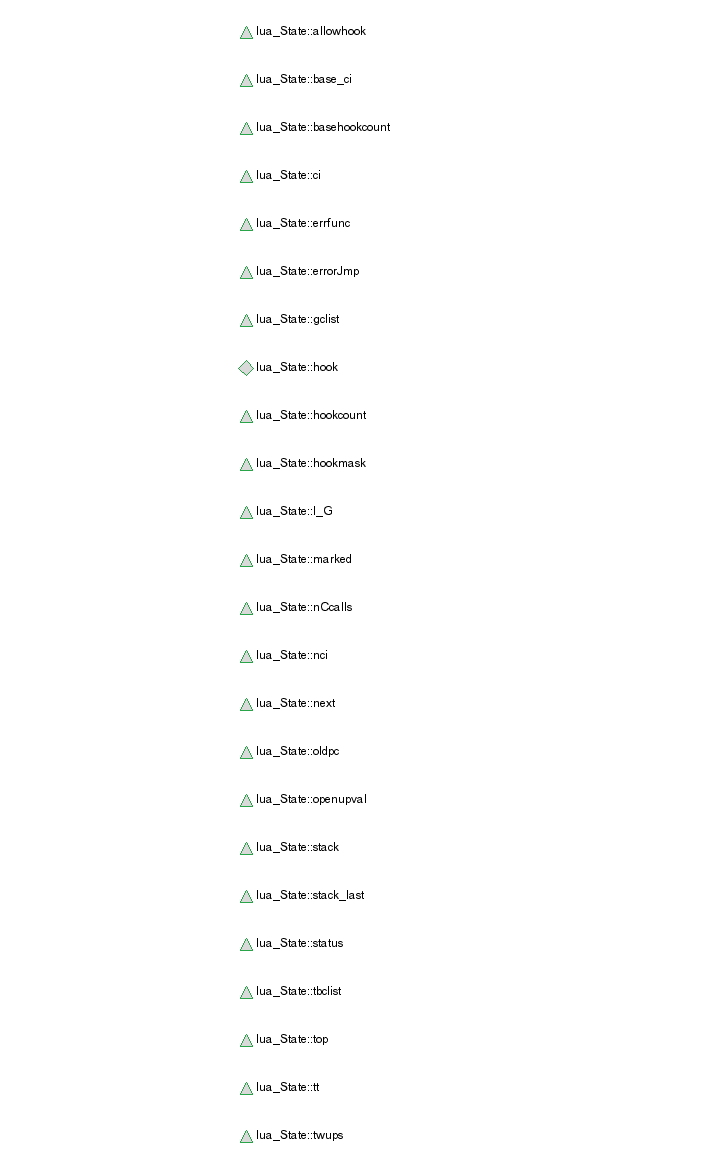 lua_State::allowhook
lua_State::base_ci
lua_State::basehookcount
lua_State::ci
lua_State::errfunc
lua_State::errorJmp
lua_State::gclist
lua_State::hook
lua_State::hookcount
lua_State::hookmask
lua_State::l_G
lua_State::marked
lua_State::nCcalls
lua_State::nci
lua_State::next
lua_State::oldpc
lua_State::openupval
lua_State::stack
lua_State::stack_last
lua_State::status
lua_State::tbclist
lua_State::top
lua_State::tt
lua_State::twups